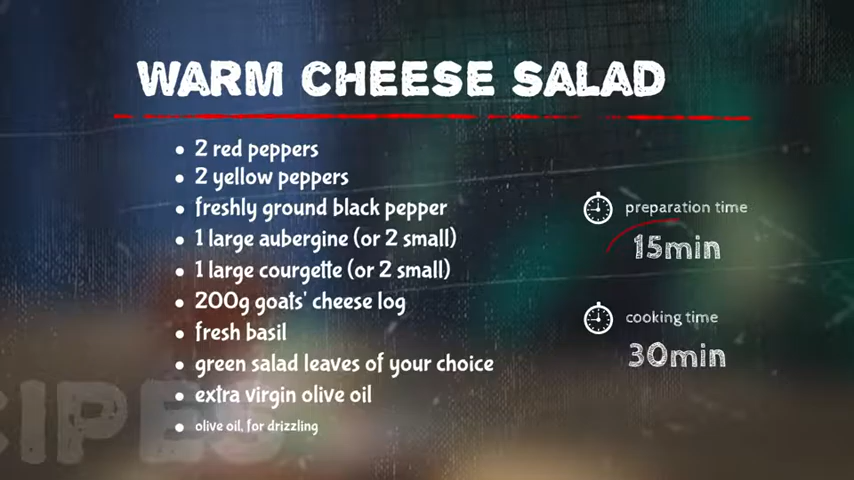 WARM CHEESE SALAD
• 2 red peppers
• 2 yellow peppers
• freshly ground black pepper
• 1 large aubergine (or 2 small)
• 1 large courgette (or 2 small)
• 200g goats' cheese log
• fresh basil
• green salad leaves of your choice
• extra virgin olive oil
• olive oil, for drizzling
preparation time
15min
cooking time
30min